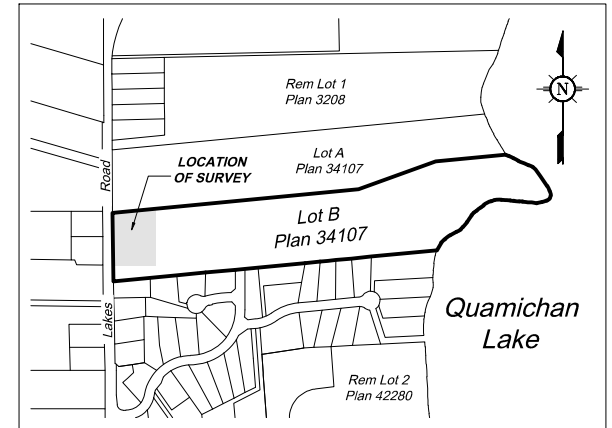 Rem Lot 1
Plan 3208
N
Lot A
Plan 34107
LOCATION
OF SURVEY
Road
Lot B
Plan 34107
Lakes
Quamichan
Lake
Rem Lot 2
Plan 42280